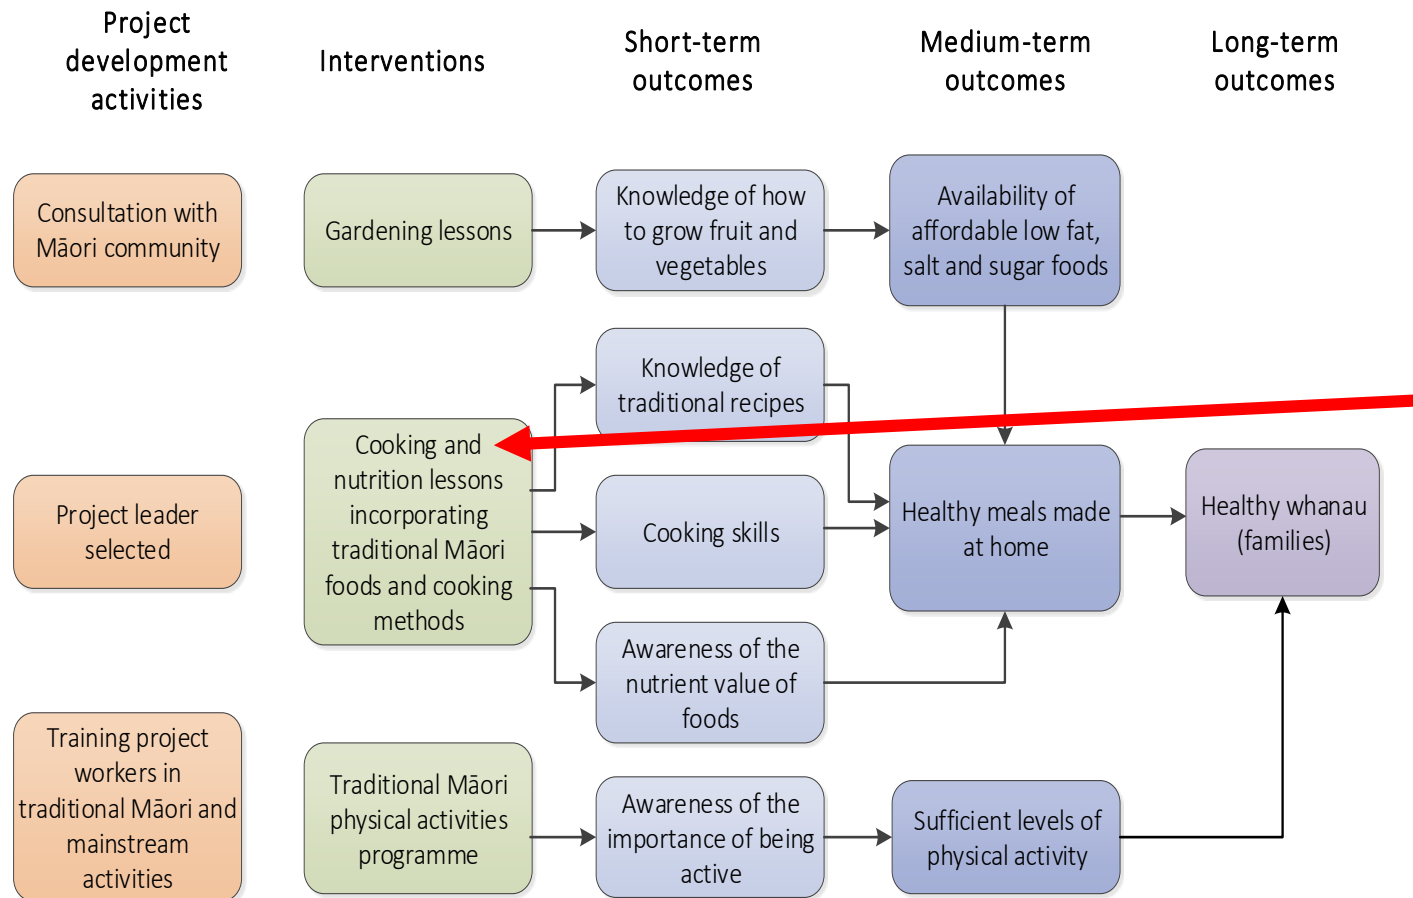 Project
development
activities
Interventions
Short-term
outcomes
Medium-term
outcomes
Long-term
outcomes
Consultation with
Māori community
Gardening lessons
Knowledge of how
to grow fruit and
vegetables
Availability of
affordable low fat,
salt and sugar foods
Knowledge of
traditional recipes
Project leader
selected
Cooking and
nutrition lessons
incorporating
traditional Māori
foods and cooking
methods
Cooking skills
Healthy meals made
at home
Healthy whanau
(families)
Awareness of the
nutrient value of
foods
Training project
workers in
traditional Māori and
mainstream
activities
Traditional Māori
physical activities
programme
Awareness of the
importance of being
active
Sufficient levels of
physical activity